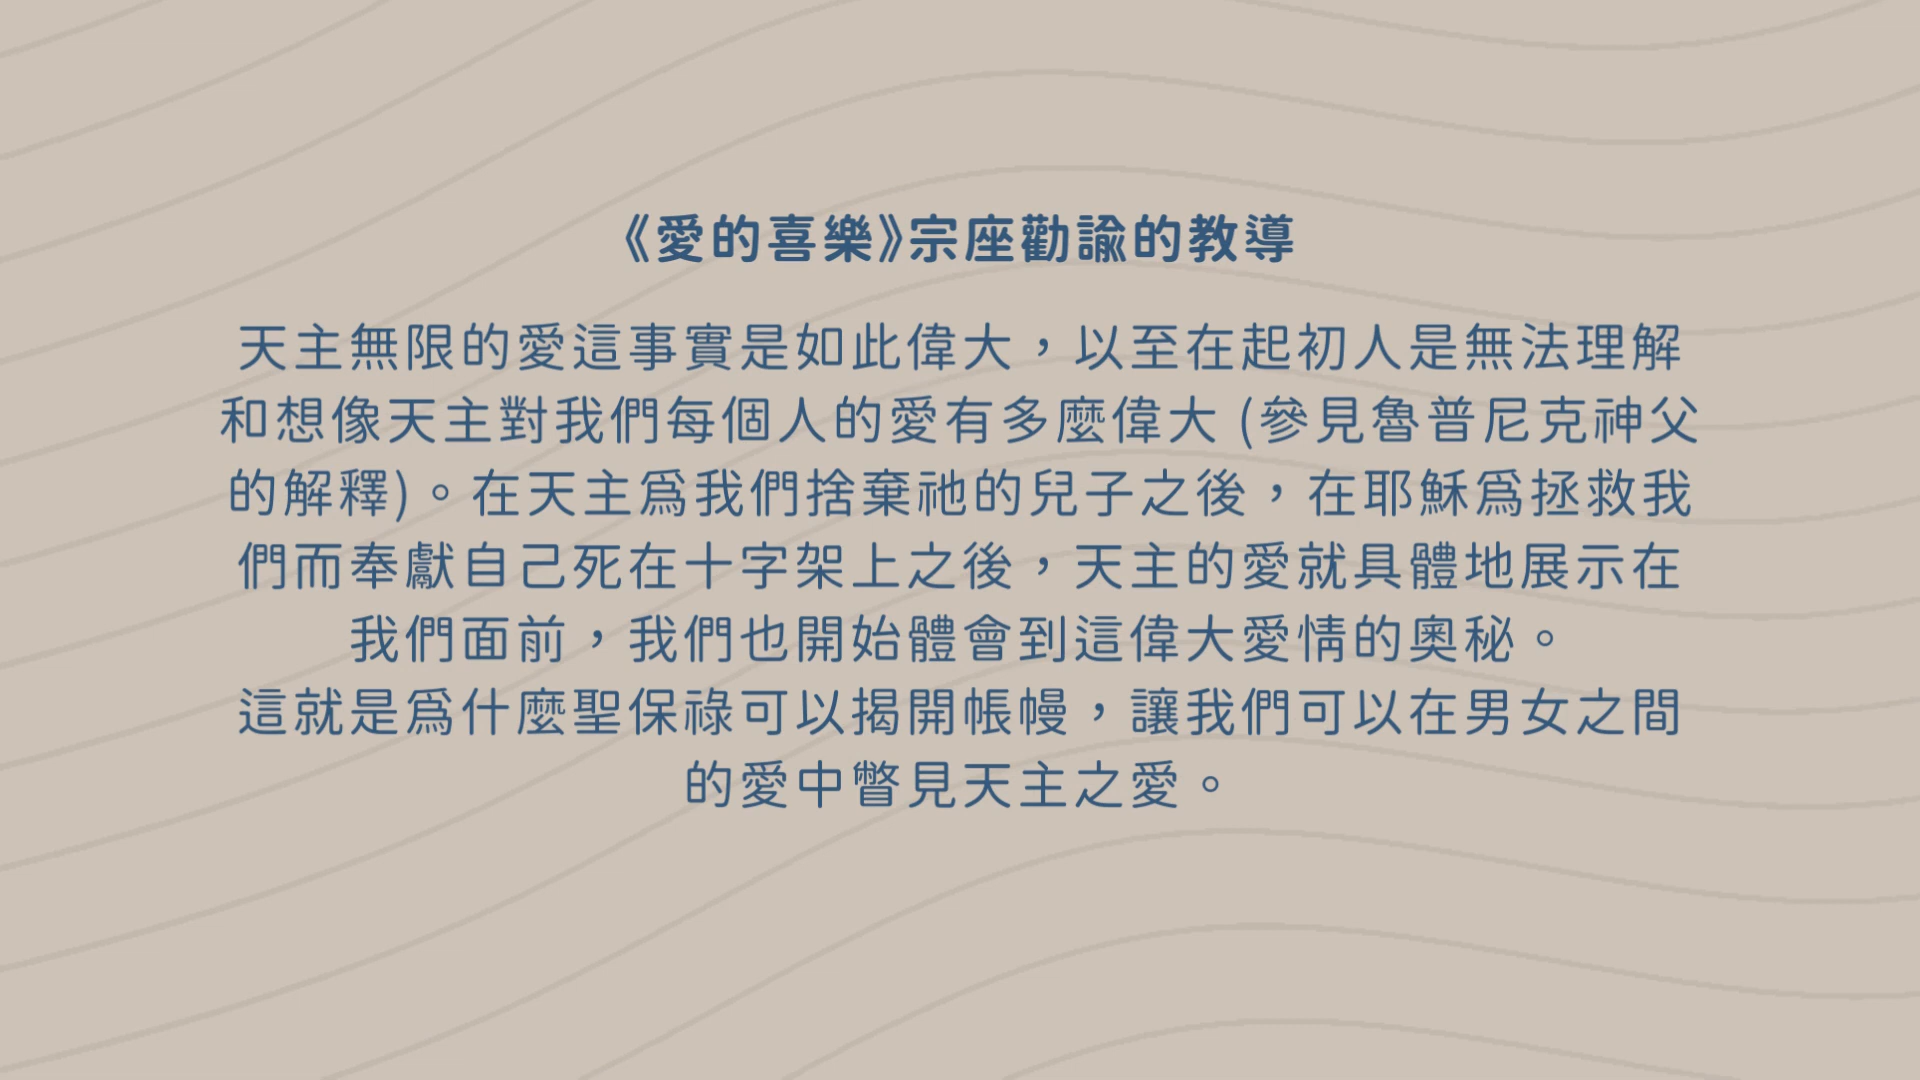 《愛的喜樂》宗座勸諭的教導
天主無限的愛這事實是如此偉大，以至在起初人是無法理解
和想像天主對我們每個人的愛有多麼偉大 (參見魯普尼克神父
的解釋)。在天主爲我們捨棄祂的兒子之後，在耶穌爲拯救我
們而奉獻自己死在十字架上之後，天主的愛就具體地展示在
我們面前，我們也開始體會到這偉大愛情的奧秘。
這就是爲什麼聖保祿可以揭開帳幔，讓我們可以在男女之間
的愛中瞥見天主之愛。